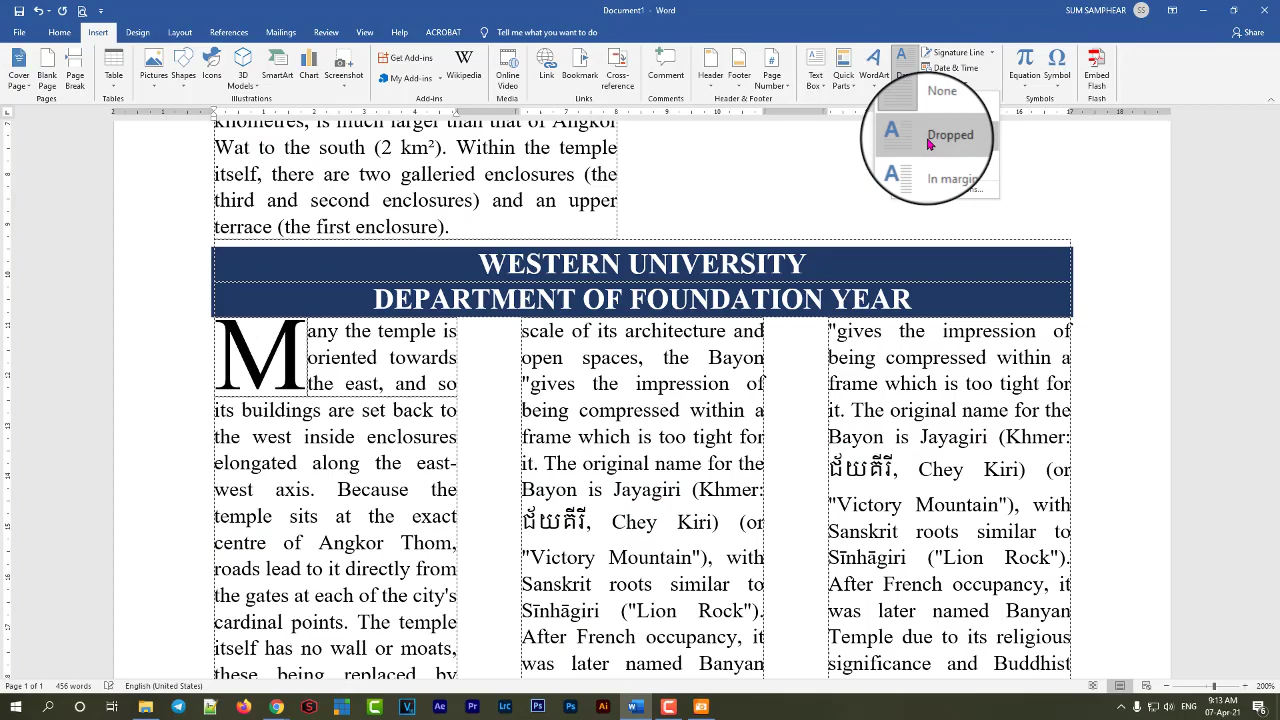 Document1 - Word
SUM SAMPHEAR SS
File Home Insert Design Layout References Mailings Review View Help ACROBAT Tell me what you want to do Share
Cover Page
Blank Page
Page Break
Table
Pictures
Shapes
Icons
3D Models
SmartArt
Chart
Screenshot
Get Add-ins
My Add-ins
Wikipedia
Online Video
Link
Bookmark
Cross-reference
Comment
Header
Footer
Page Number
Text Box
Quick Parts
WordArt
Signature Line
Date & Time
Equation
Symbol
Embed Flash
Pages Tables Illustrations Add-ins Media Links Comments Header & Footer Symbols Flash
None
Dropped
In margin
kilometres, is much larger than that of Angkor
Wat to the south (2 km²). Within the temple
itself, there are two galleried enclosures (the
third and second enclosures) and an upper
terrace (the first enclosure).
WESTERN UNIVERSITY
DEPARTMENT OF FOUNDATION YEAR
Many the temple is
oriented towards
the east, and so
its buildings are set back to
the west inside enclosures
elongated along the east-
west axis. Because the
temple sits at the exact
centre of Angkor Thom,
roads lead to it directly from
the gates at each of the city's
cardinal points. The temple
itself has no wall or moats,
these being replaced by
scale of its architecture and
open spaces, the Bayon
"gives the impression of
being compressed within a
frame which is too tight for
it. The original name for the
Bayon is Jayagiri (Khmer:
ជ័យគីរី, Chey Kiri) (or
"Victory Mountain"), with
Sanskrit roots similar to
Sīnhāgiri ("Lion Rock").
After French occupancy, it
was later named Banyan
"gives the impression of
being compressed within a
frame which is too tight for
it. The original name for the
Bayon is Jayagiri (Khmer:
ជ័យគីរី, Chey Kiri) (or
"Victory Mountain"), with
Sanskrit roots similar to
Sīnhāgiri ("Lion Rock").
After French occupancy, it
was later named Banyan
Temple due to its religious
significance and Buddhist
Page 1 of 1 456 words English (United States) 200%
9:13 AM
07-Apr-21